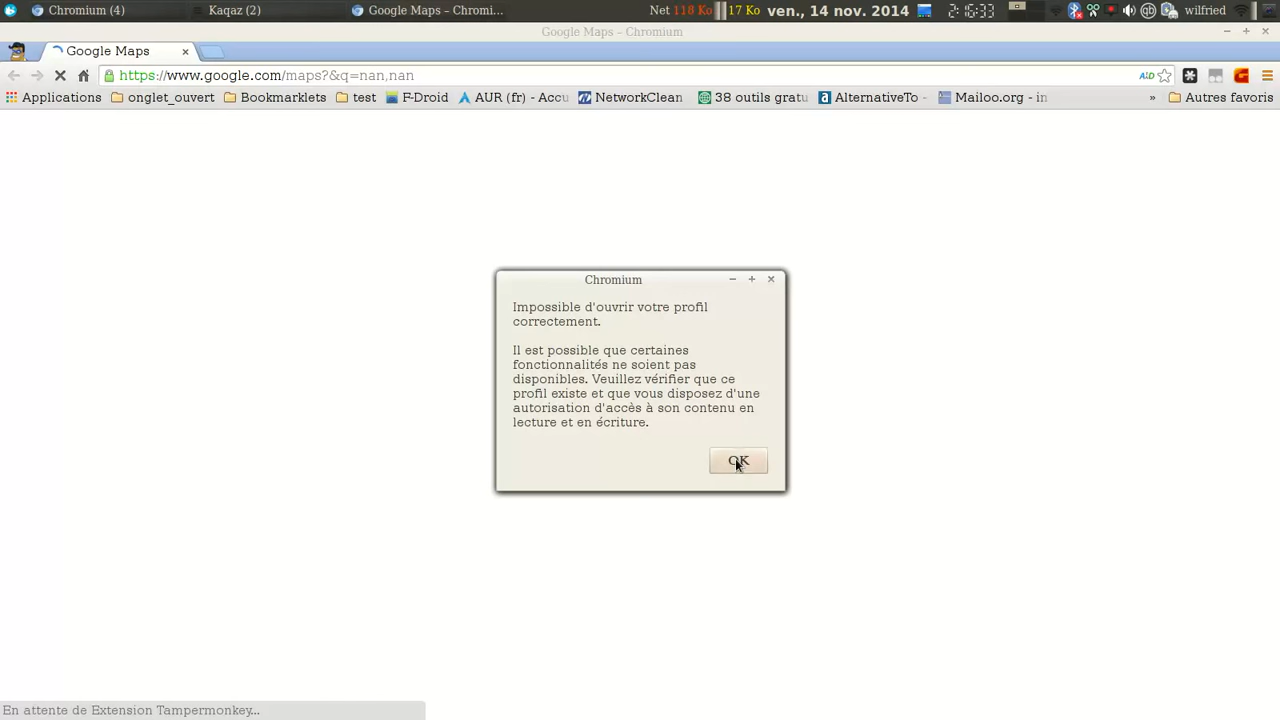 Chromium (4) Kaqaz (2) Google Maps - Chromi... Net 118 Ko 17 Ko ven., 14 nov. 2014 2:16:33 wilfried
Google Maps - Chromium
Google Maps
https://www.google.com/maps?&q=nan,nan
Applications onglet_ouvert Bookmarklets test F-Droid AUR (fr) - Accu NetworkClean 38 outils gratu AlternativeTo - Mailoo.org - in » Autres favoris
Chromium
Impossible d'ouvrir votre profil
correctement.
Il est possible que certaines
fonctionnalités ne soient pas
disponibles. Veuillez vérifier que ce
profil existe et que vous disposez d'une
autorisation d'accès à son contenu en
lecture et en écriture.
OK
En attente de Extension Tampermonkey...